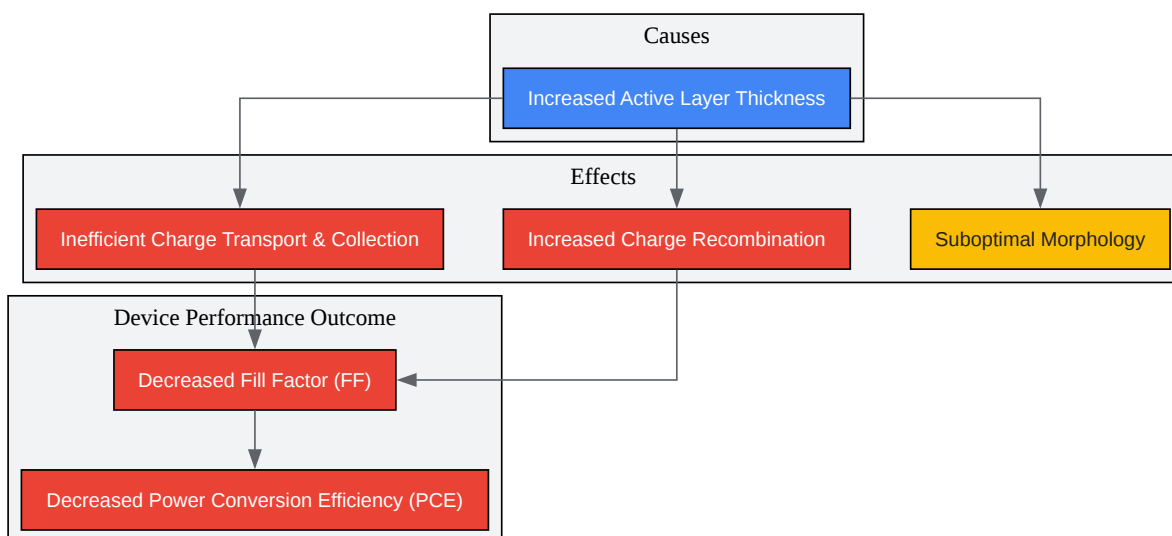 Causes
Increased Active Layer Thickness
Effects
Inefficient Charge Transport & Collection
Increased Charge Recombination
Suboptimal Morphology
Device Performance Outcome
Decreased Fill Factor (FF)
Decreased Power Conversion Efficiency (PCE)